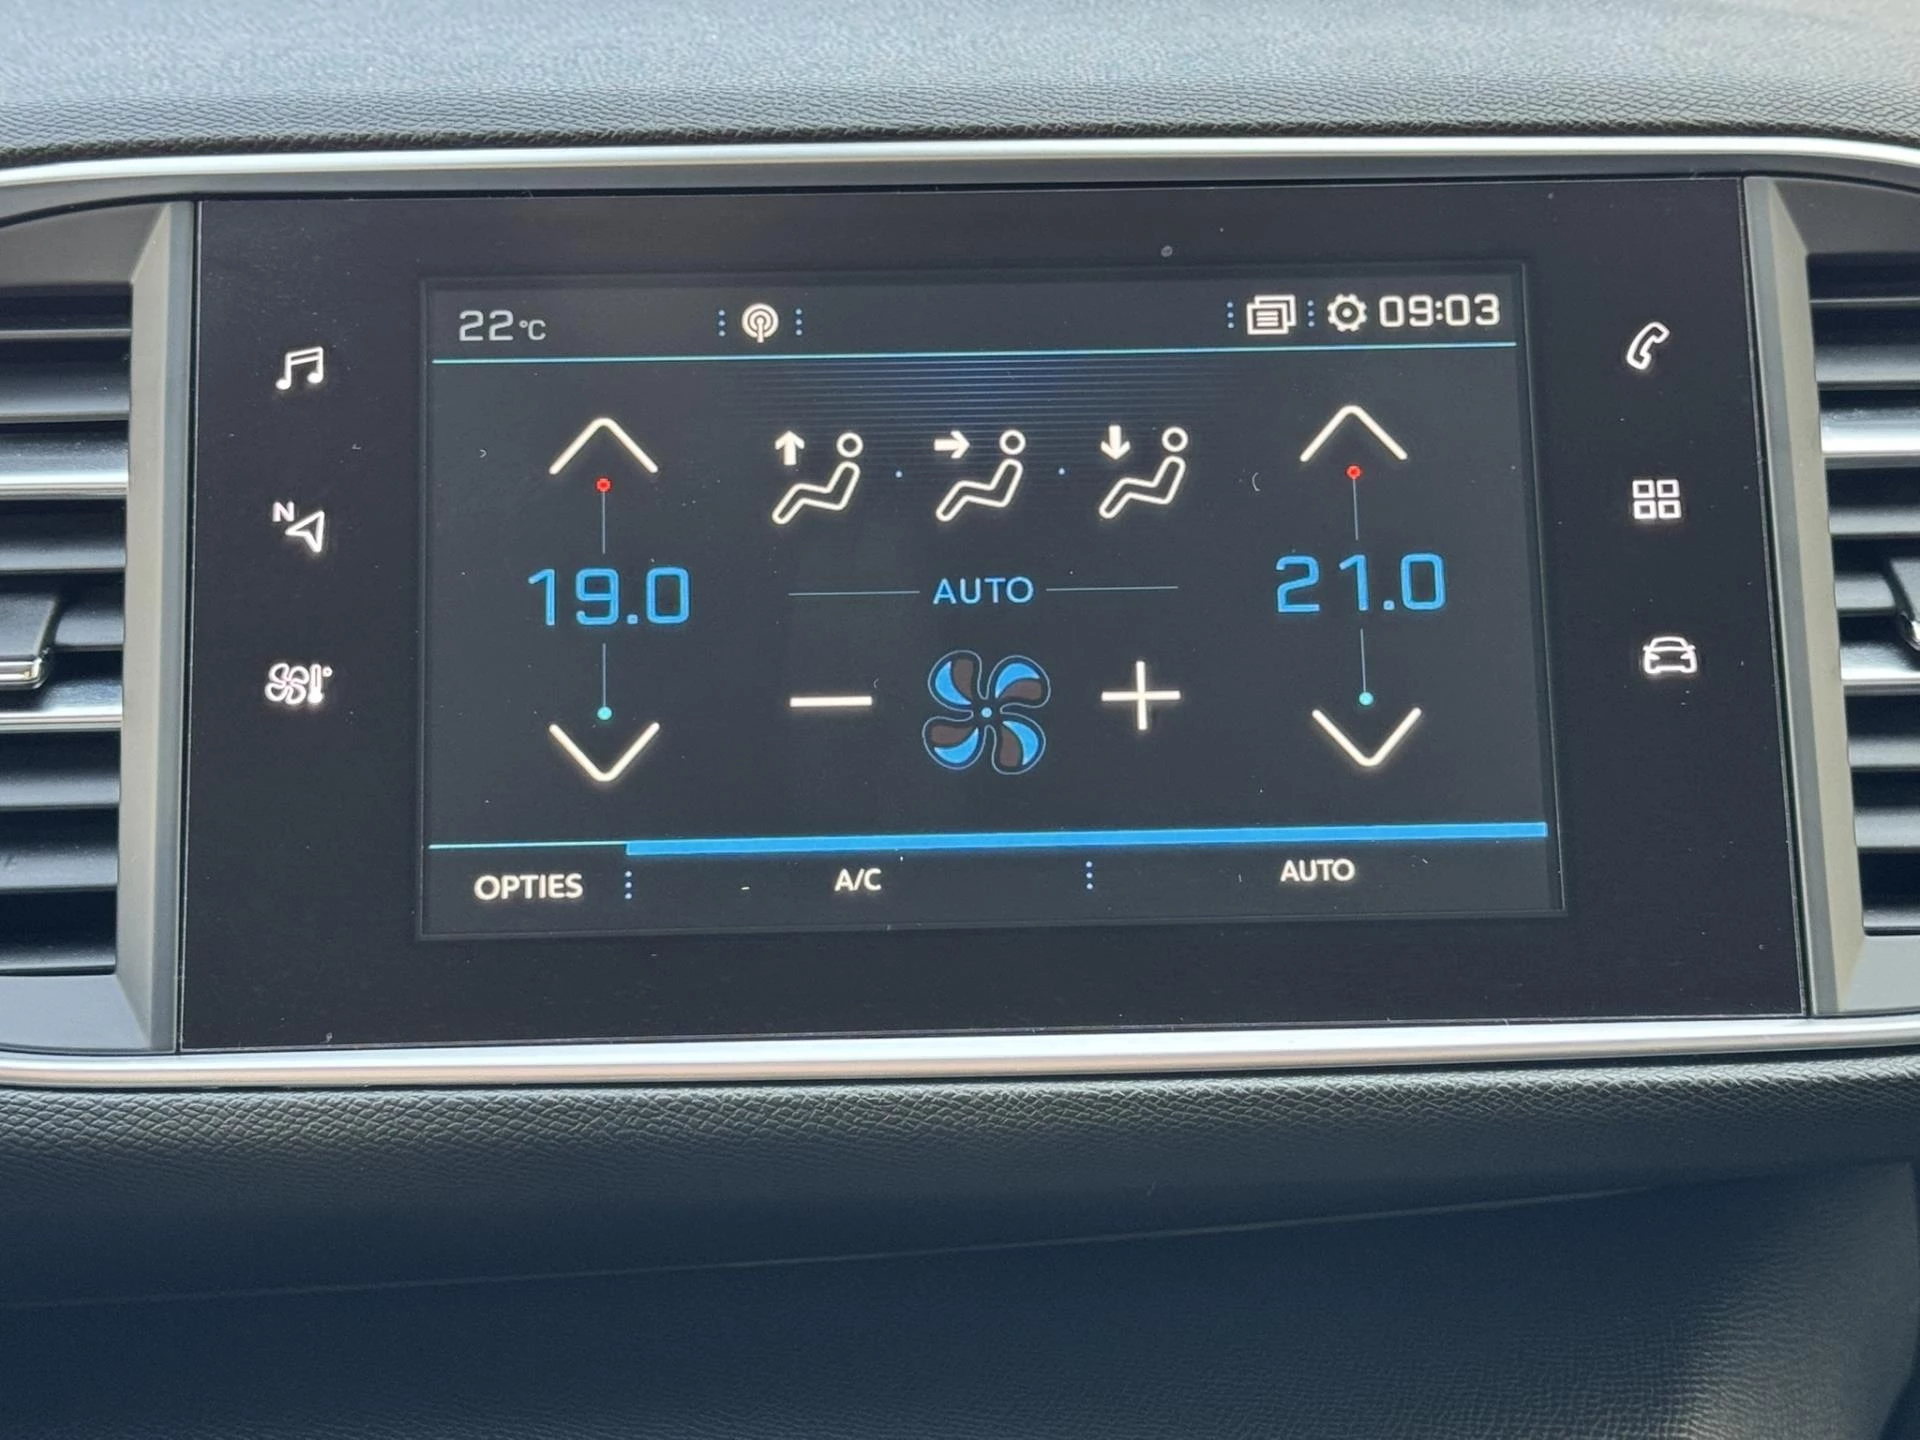 22°C
09:03
N
19.0
AUTO
21.0
OPTIES
A/C
AUTO